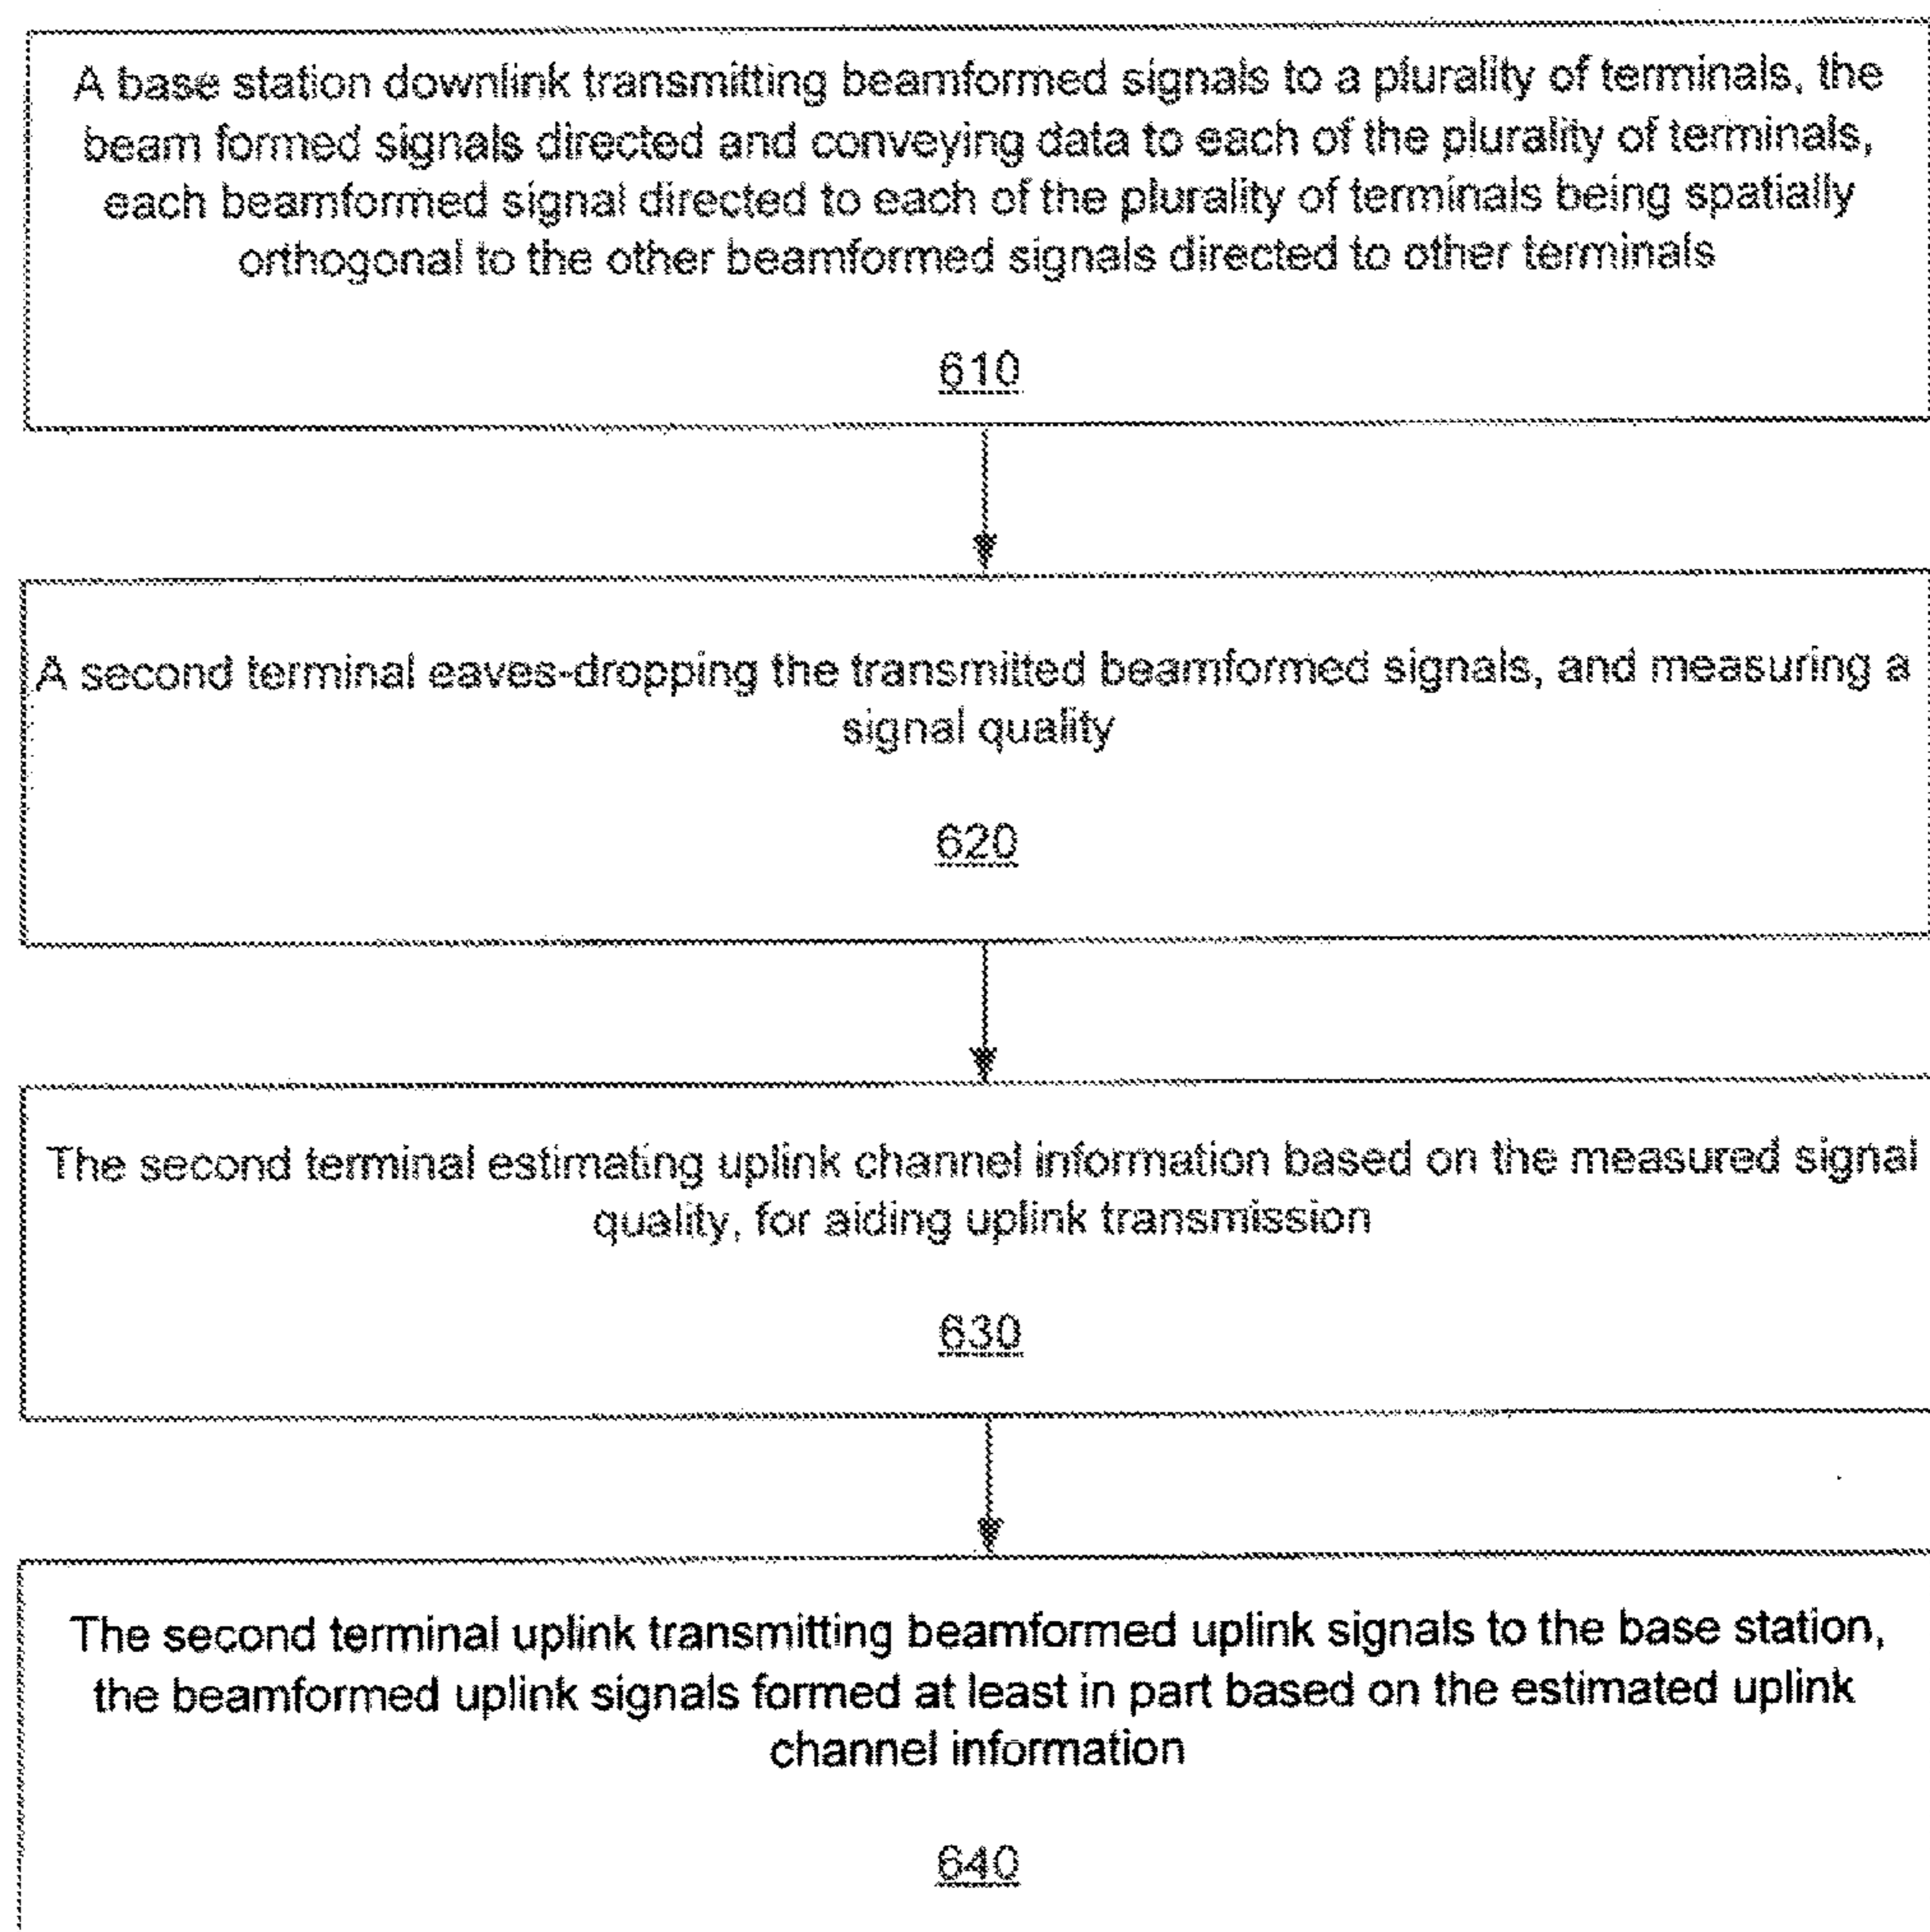 A base station downlink transmitting beamformed signals to a plurality of terminals, the
beam formed signals directed and conveying data to each of the plurality of terminals,
each beamformed signal directed to each of the plurality of terminals being spatially
orthogonal to the other beamformed signals directed to other terminals
610
A second terminal eaves-dropping the transmitted beamformed signals, and measuring a
signal quality
620
The second terminal estimating uplink channel information based on the measured signal
quality, for aiding uplink transmission
630
The second terminal uplink transmitting beamformed uplink signals to the base station,
the beamformed uplink signals formed at least in part based on the estimated uplink
channel information
640